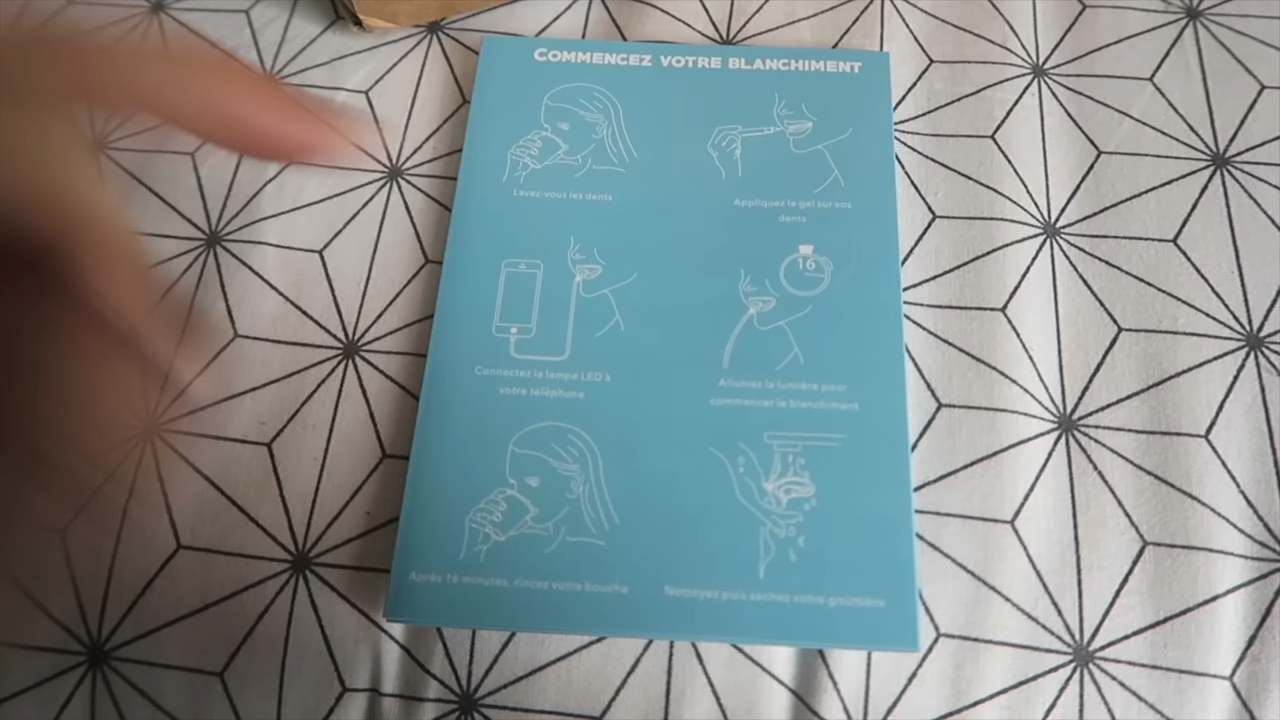 COMMENCEZ VOTRE BLANCHIMENT
Lavez-vous les dents
Appliquez le gel sur vos
dents
16
Connectez la lampe LED à
votre téléphone
Allumez la lumière pour
commencer le blanchiment
Après 16 minutes, rincez votre bouche
Nettoyez puis séchez votre gouttière